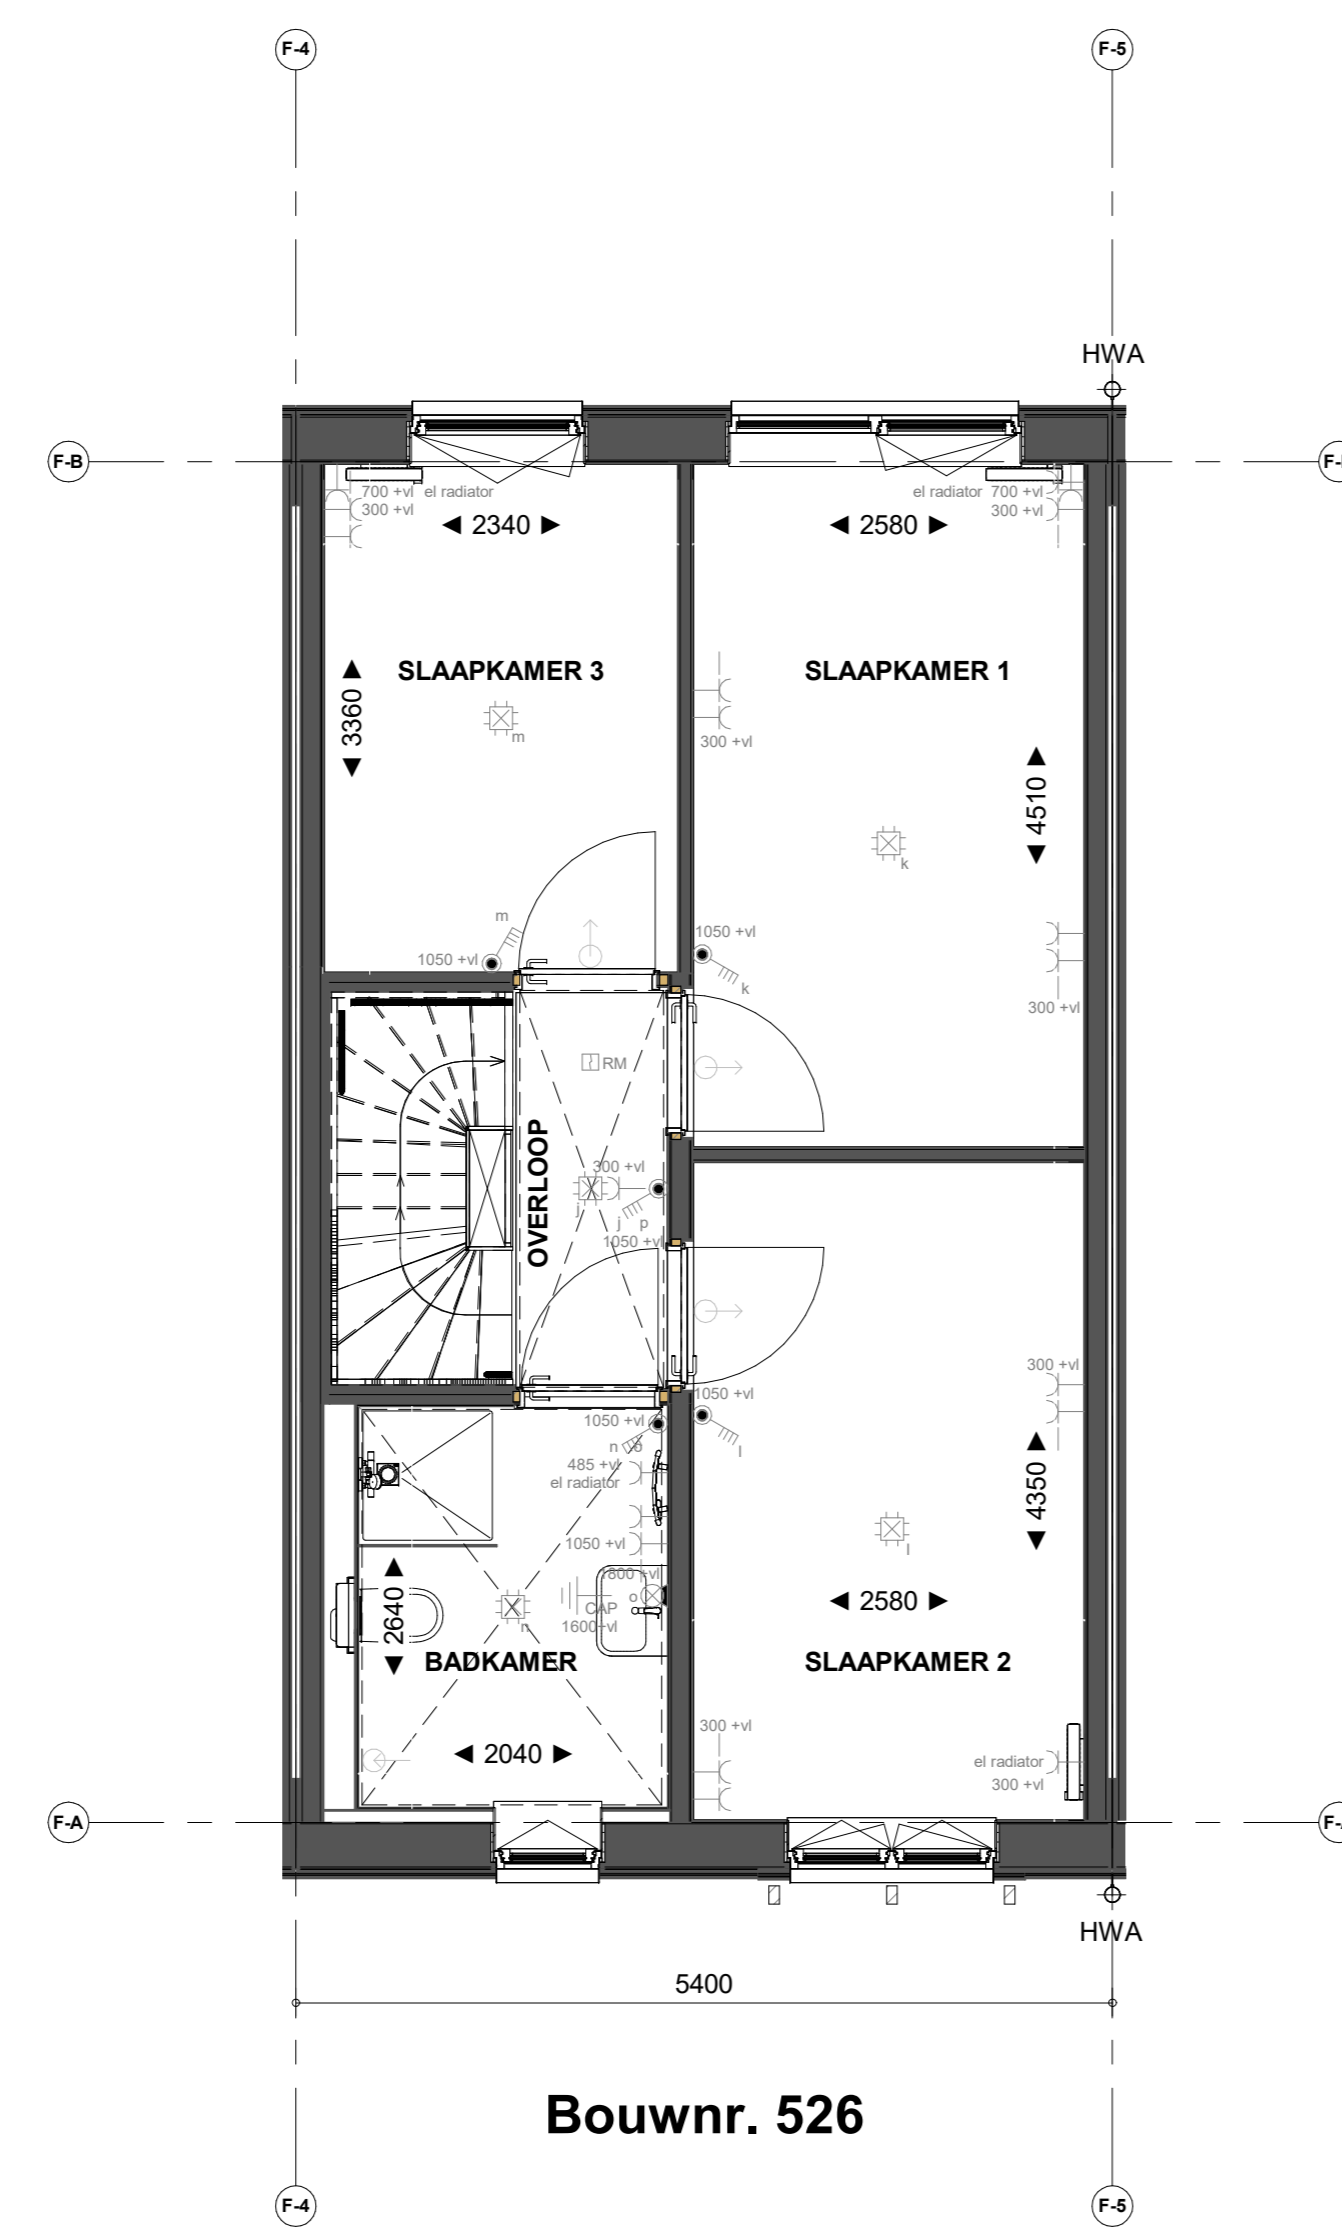 F-4
F-5
HWA
F-B
700 +vl
el radiator
300 +vl
2340
el radiator
700 +vl
300 +vl
2580
SLAAPKAMER 3
SLAAPKAMER 1
3360
m
300 +vl
4510
k
m
1050 +vl
1050 +vl
k
300 +vl
RM
OVERLOOP
300 +vl
j
j
p
1050 +vl
300 +vl
1050 +vl
1050 +vl
n
o
l
485 +vl
el radiator
4350
1050 +vl
l
1800 +vl
2640
o
CAP
n
1600+vl
2580
BADKAMER
SLAAPKAMER 2
300 +vl
2040
el radiator
300 +vl
F-A
HWA
5400
Bouwnr. 526
F-4
F-5